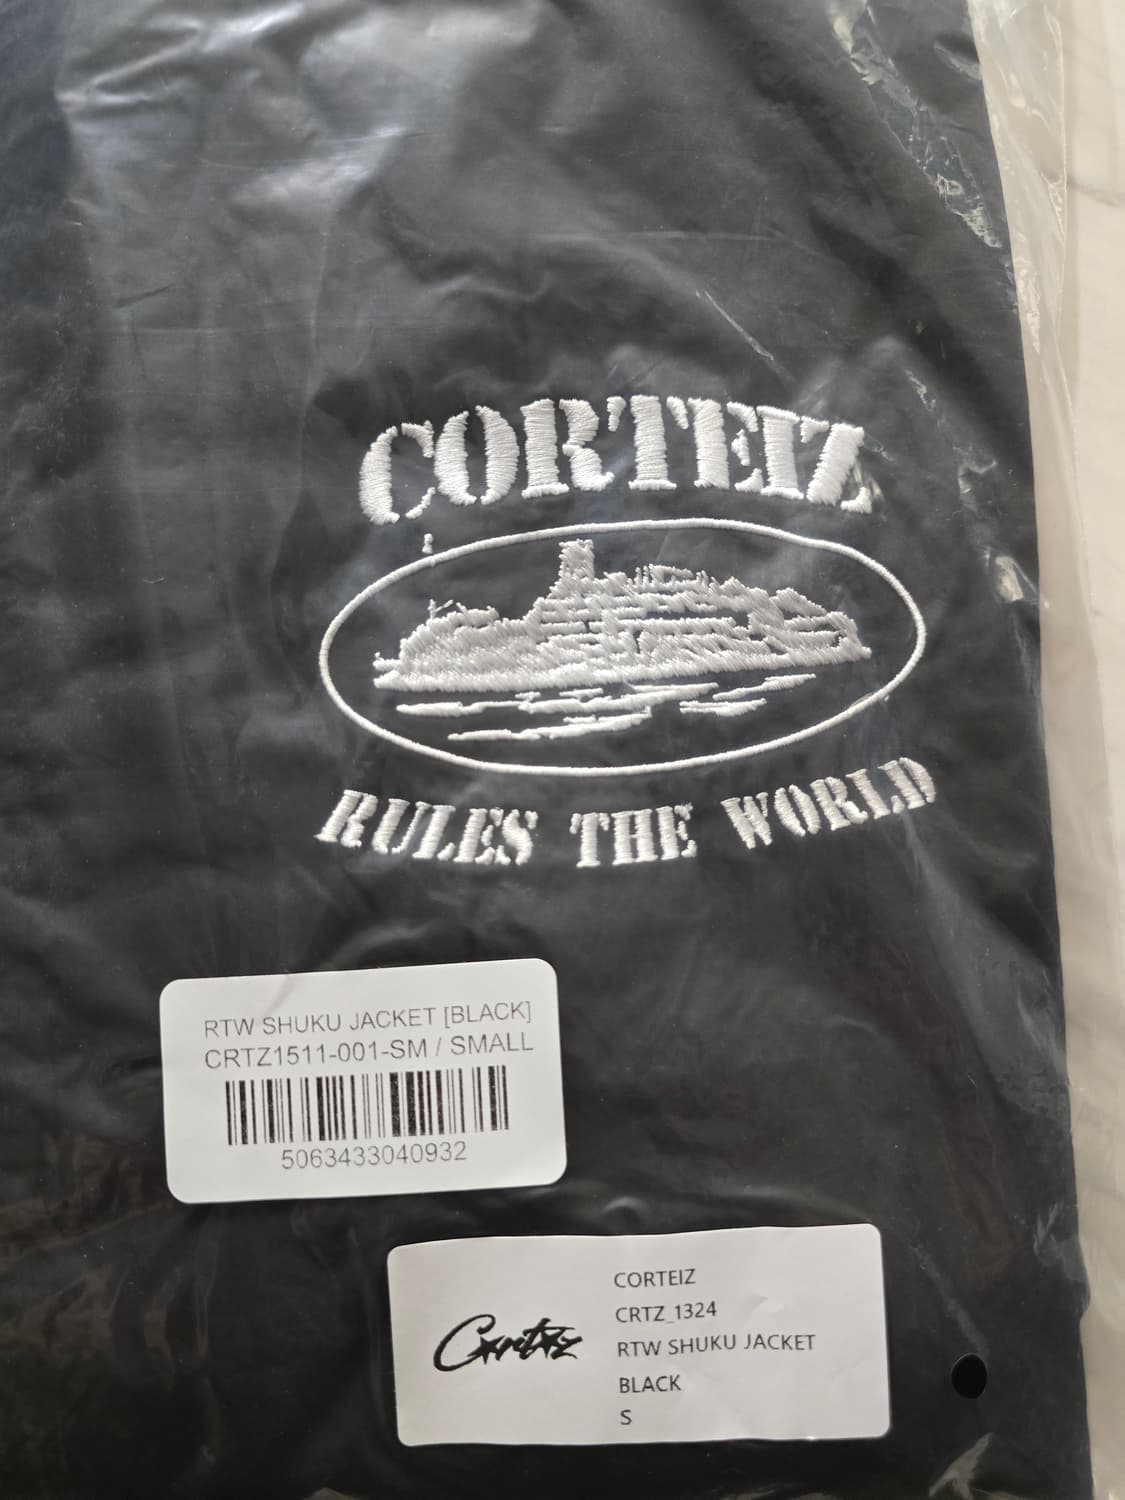 CORTEIZ
RULES THE WORLD
RTW SHUKU JACKET [BLACK]
CRTZ1511-001-SM / SMALL
5063433040932
Corteiz
CORTEIZ
CRTZ_1324
RTW SHUKU JACKET
BLACK
S